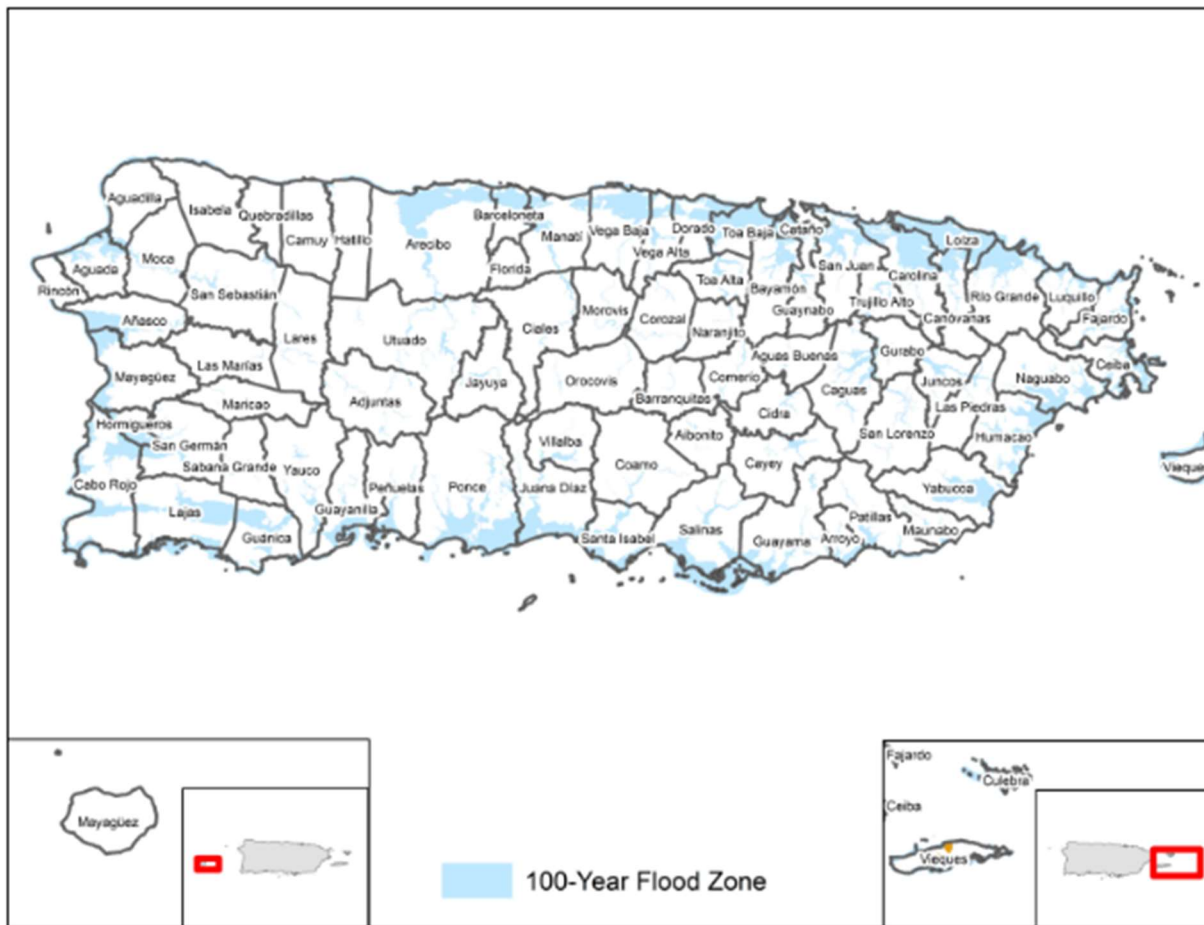 Aguadilla
Isabela
Quebradillas
Camuy
Hatillo
Arecibo
Barceloneta
Manatí
Vega Baja
Dorado
Toa Baja
Cataño
Loíza
Moca
Florida
Vega Alta
San Juan
Carolina
Aguada
Rincón
San Sebastián
Toa Alta
Bayamón
Trujillo Alto
Río Grande
Luquillo
Añasco
Lares
Utuado
Ciales
Morovis
Corozal
Naranjito
Guaynabo
Canóvanas
Fajardo
Las Marías
Mayagüez
Aguas Buenas
Gurabo
Ceiba
Maricao
Adjuntas
Jayuya
Orocovis
Barranquitas
Comerío
Caguas
Juncos
Naguabo
Hormigueros
San Germán
Villalba
Aibonito
Cidra
San Lorenzo
Las Piedras
Humacao
Sabana Grande
Yauco
Coamo
Cayey
Vieques
Cabo Rojo
Peñuelas
Ponce
Juana Díaz
Yabucoa
Lajas
Guayanilla
Guánica
Santa Isabel
Salinas
Guayama
Arroyo
Patillas
Maunabo
Mayagüez
100-Year Flood Zone
Fajardo
Culebra
Ceiba
Vieques